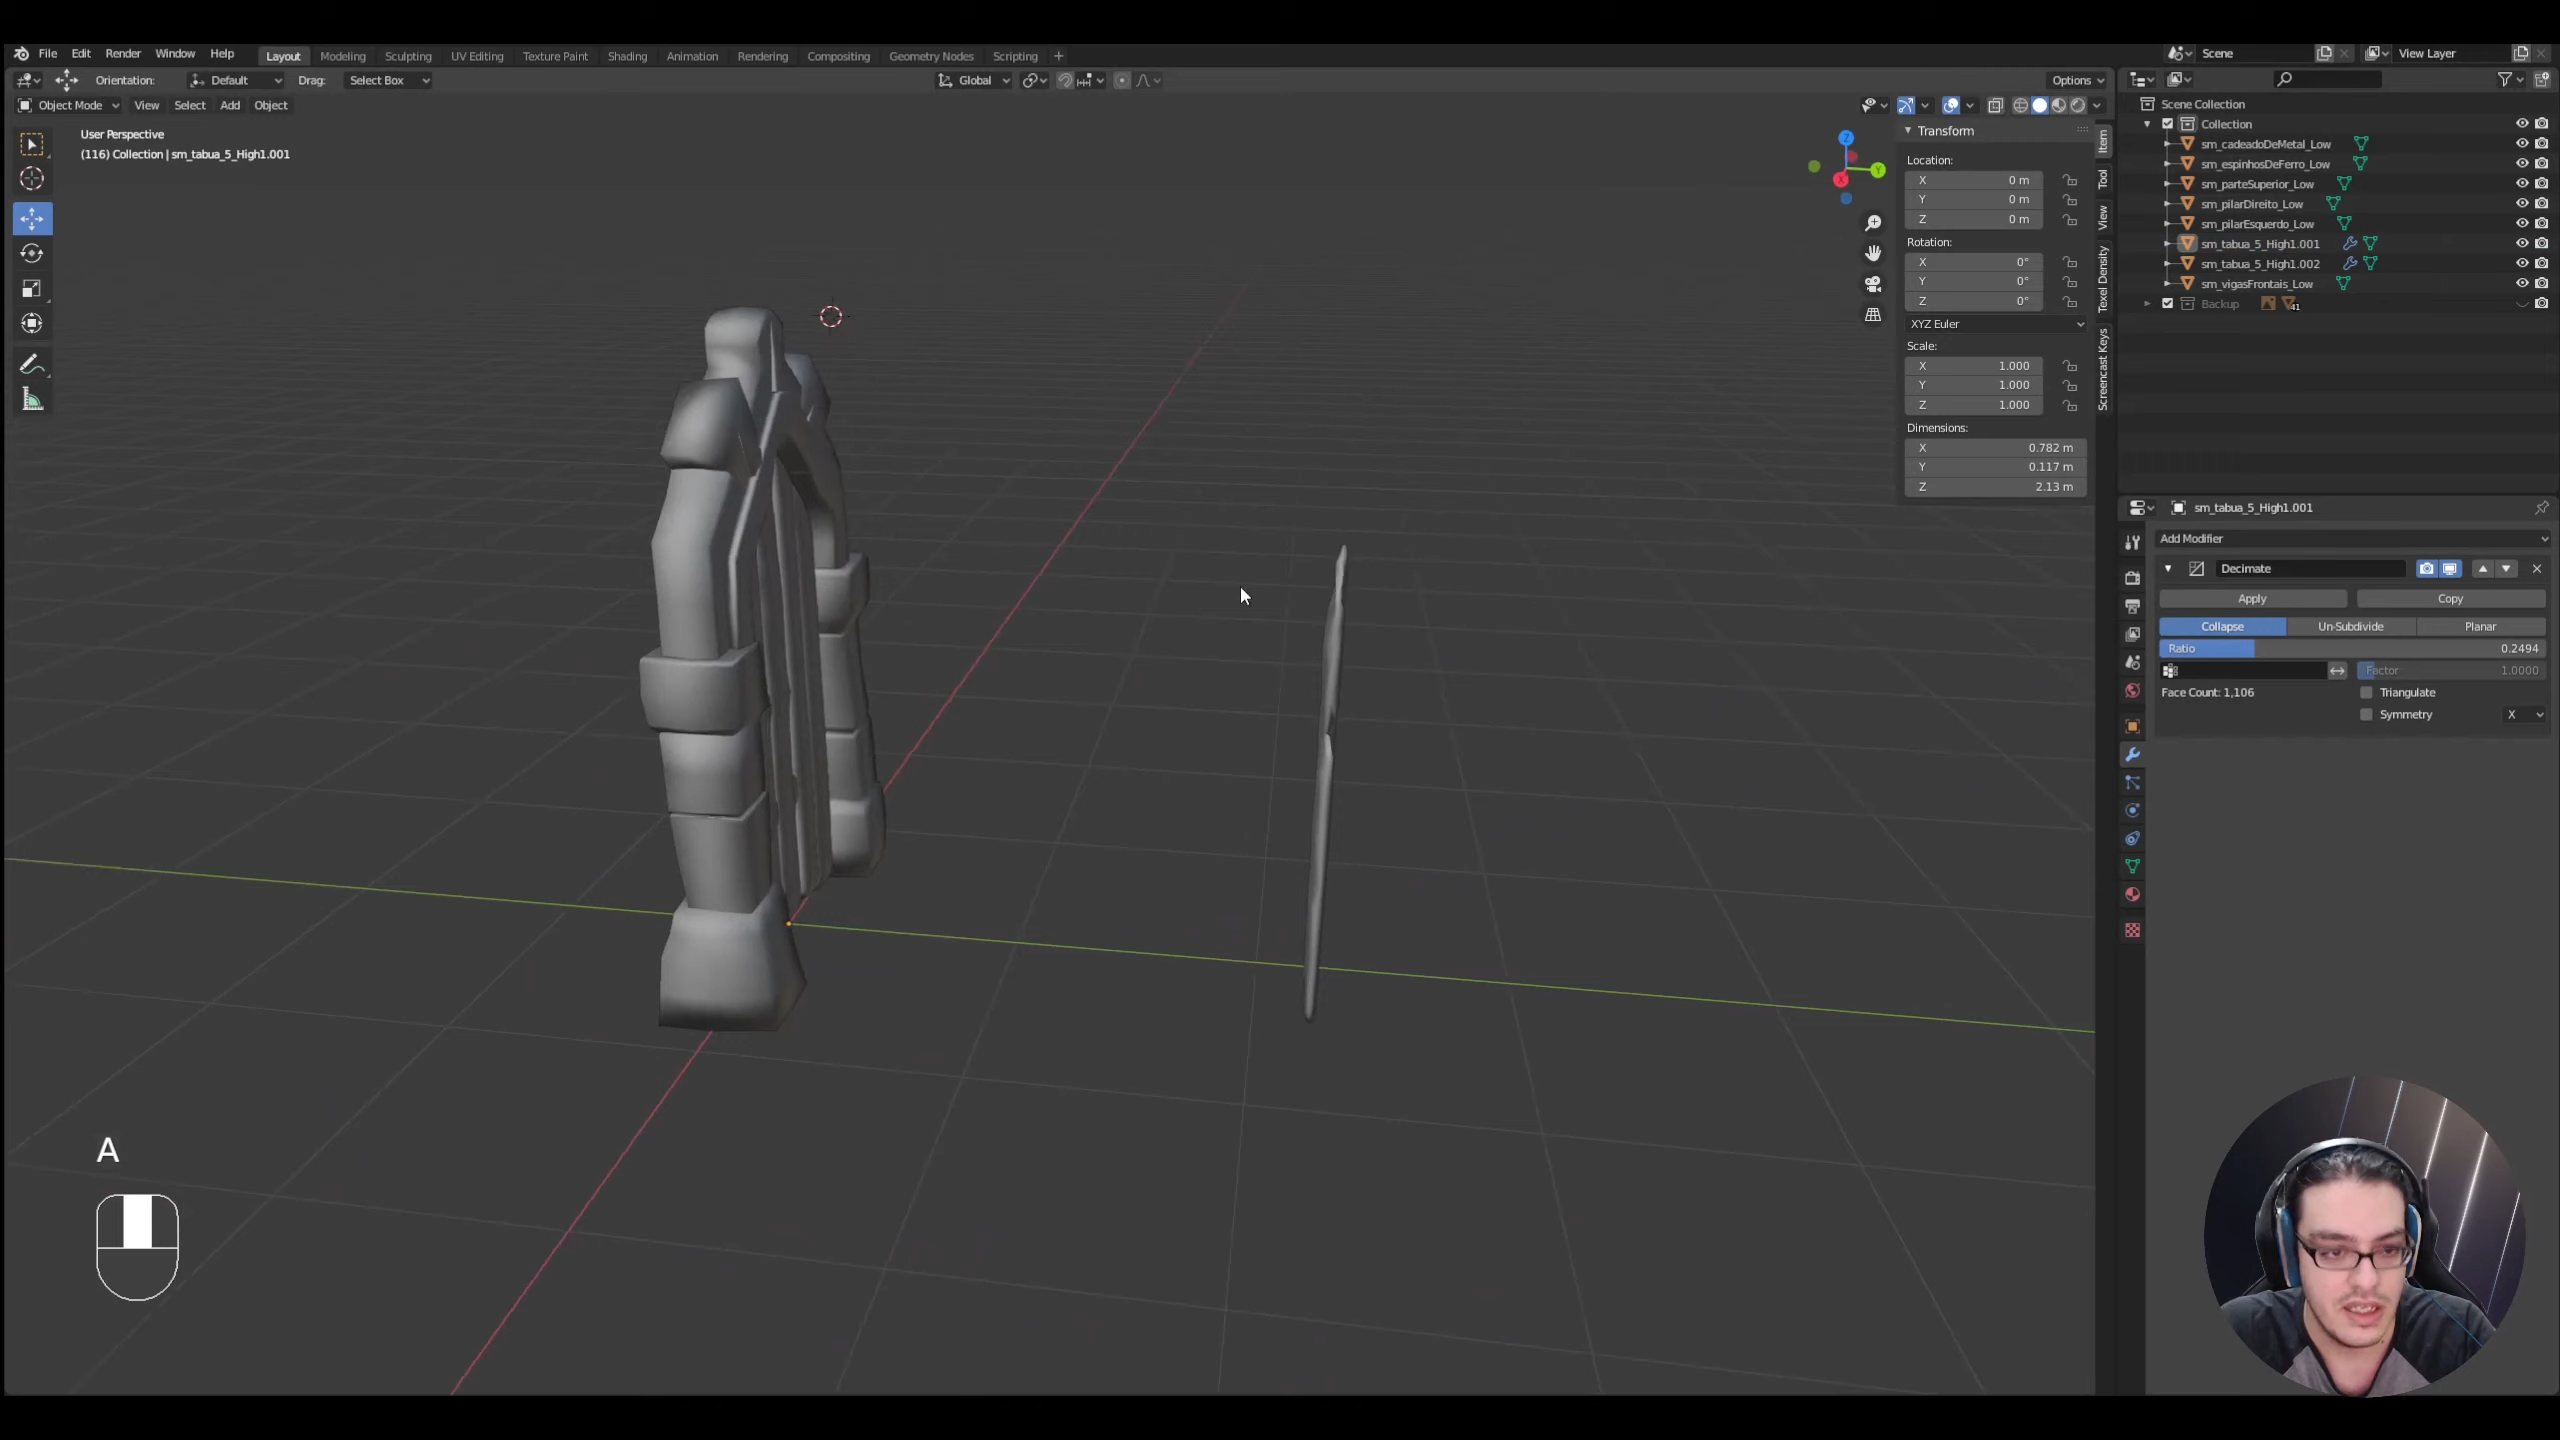 File Edit Render Window Help Layout Modeling Sculpting UV Editing Texture Paint Shading Animation Rendering Compositing Geometry Nodes Scripting + Scene View Layer
Orientation: Default Drag: Select Box Global Options
Object Mode View Select Add Object
User Perspective
(116) Collection | sm_tabua_5_High1.001
Transform
Location:
X 0 m
Y 0 m
Z 0 m
Rotation:
X 0°
Y 0°
Z 0°
XYZ Euler
Scale:
X 1.000
Y 1.000
Z 1.000
Dimensions:
X 0.782 m
Y 0.117 m
Z 2.13 m
Item
Tool
View
Texel Density
Screencast Keys
Z
Y
X
Scene Collection
Collection
sm_cadeadoDeMetal_Low
sm_espinhosDeFerro_Low
sm_parteSuperior_Low
sm_pilarDireito_Low
sm_pilarEsquerdo_Low
sm_tabua_5_High1.001
sm_tabua_5_High1.002
sm_vigasFrontais_Low
Backup 41
sm_tabua_5_High1.001
Add Modifier
Decimate
Apply Copy
Collapse Un-Subdivide Planar
Ratio 0.2494
Factor 1.0000
Face Count: 1,106 Triangulate
Symmetry X
A